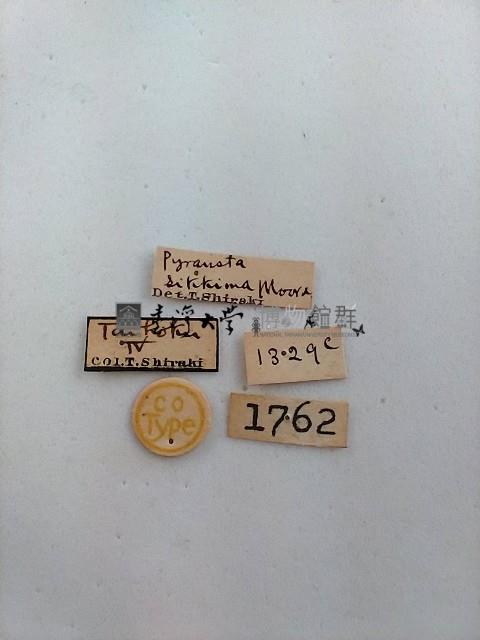 Pyrausta
sikkima Moore
Det. T. Shiraki
臺灣大學 博物館群
Taihoku
IV
Col. T. Shiraki
13·29c
CO
Type
1762